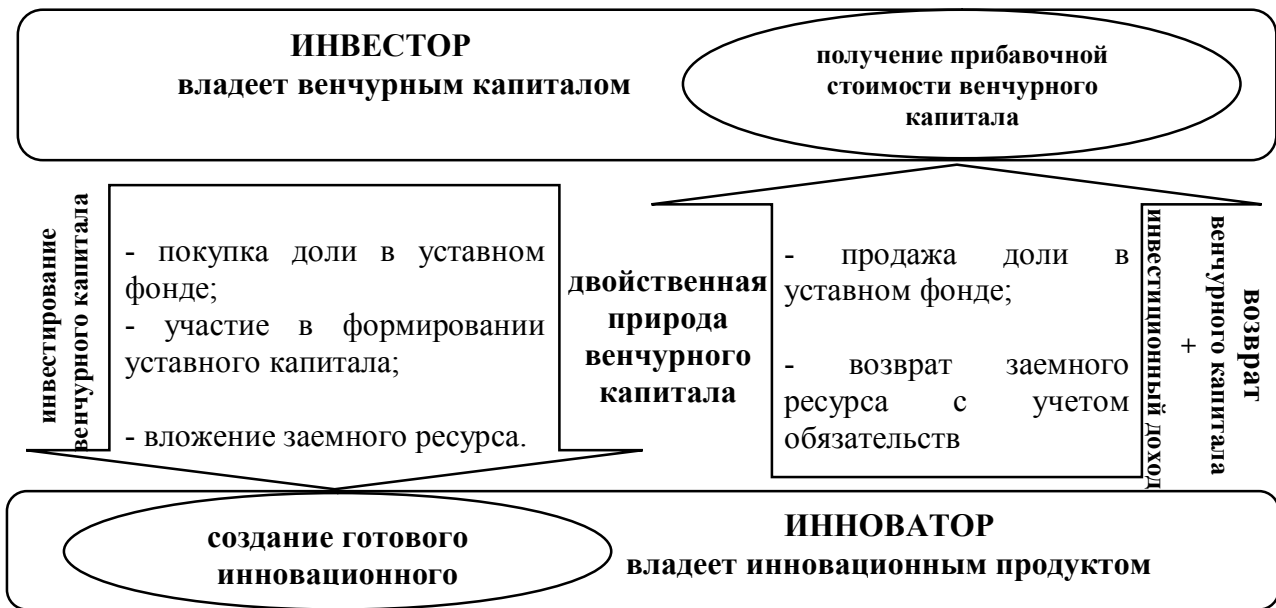 ИНВЕСТОР
владеет венчурным капиталом
получение прибавочной
стоимости венчурного
капитала
инвестирование
венчурного капитала
- покупка доли в уставном
фонде;
- участие в формировании
уставного капитала;
- вложение заемного ресурса.
двойственная
природа
венчурного
капитала
- продажа доли в
уставном фонде;
- возврат заемного
ресурса с учетом
обязательств
возврат
венчурного капитала
+
инвестиционный доход
создание готового
инновационного
ИННОВАТОР
владеет инновационным продуктом